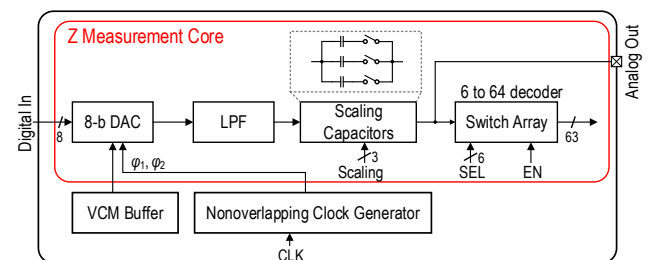 Z Measurement Core
Analog Out
6 to 64 decoder
Digital In
8
8-b DAC
LPF
Scaling
Capacitors
Switch Array
63
3
Scaling
6
SEL
EN
φ1, φ2
VCM Buffer
Nonoverlapping Clock Generator
CLK